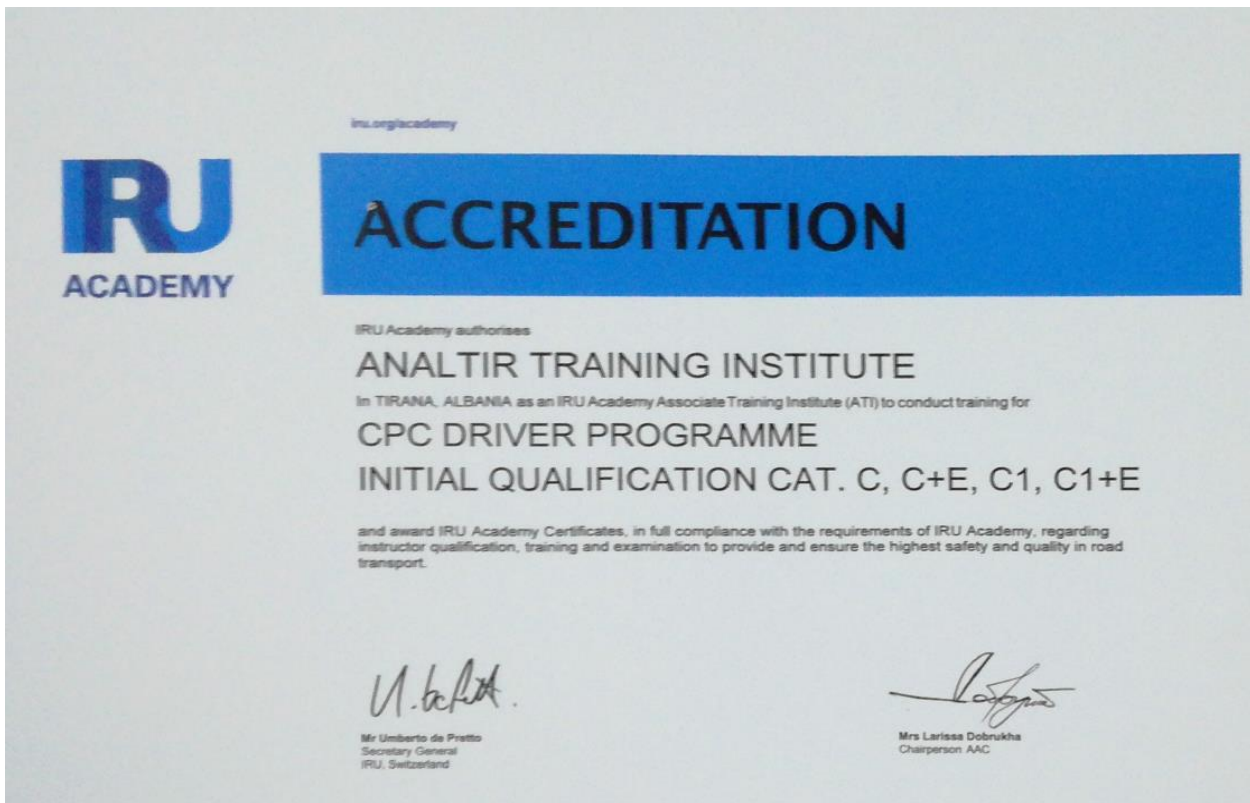 iru.org/academy
IRU
ACADEMY
ACCREDITATION
IRU Academy authorises
ANALTIR TRAINING INSTITUTE
In TIRANA, ALBANIA as an IRU Academy Associate Training Institute (ATI) to conduct training for
CPC DRIVER PROGRAMME
INITIAL QUALIFICATION CAT. C, C+E, C1, C1+E
and award IRU Academy Certificates, in full compliance with the requirements of IRU Academy, regarding
instructor qualification, training and examination to provide and ensure the highest safety and quality in road
transport.
Mr Umberto de Pretto
Secretary General
IRU, Switzerland
Mrs Larissa Dobrukha
Chairperson AAC